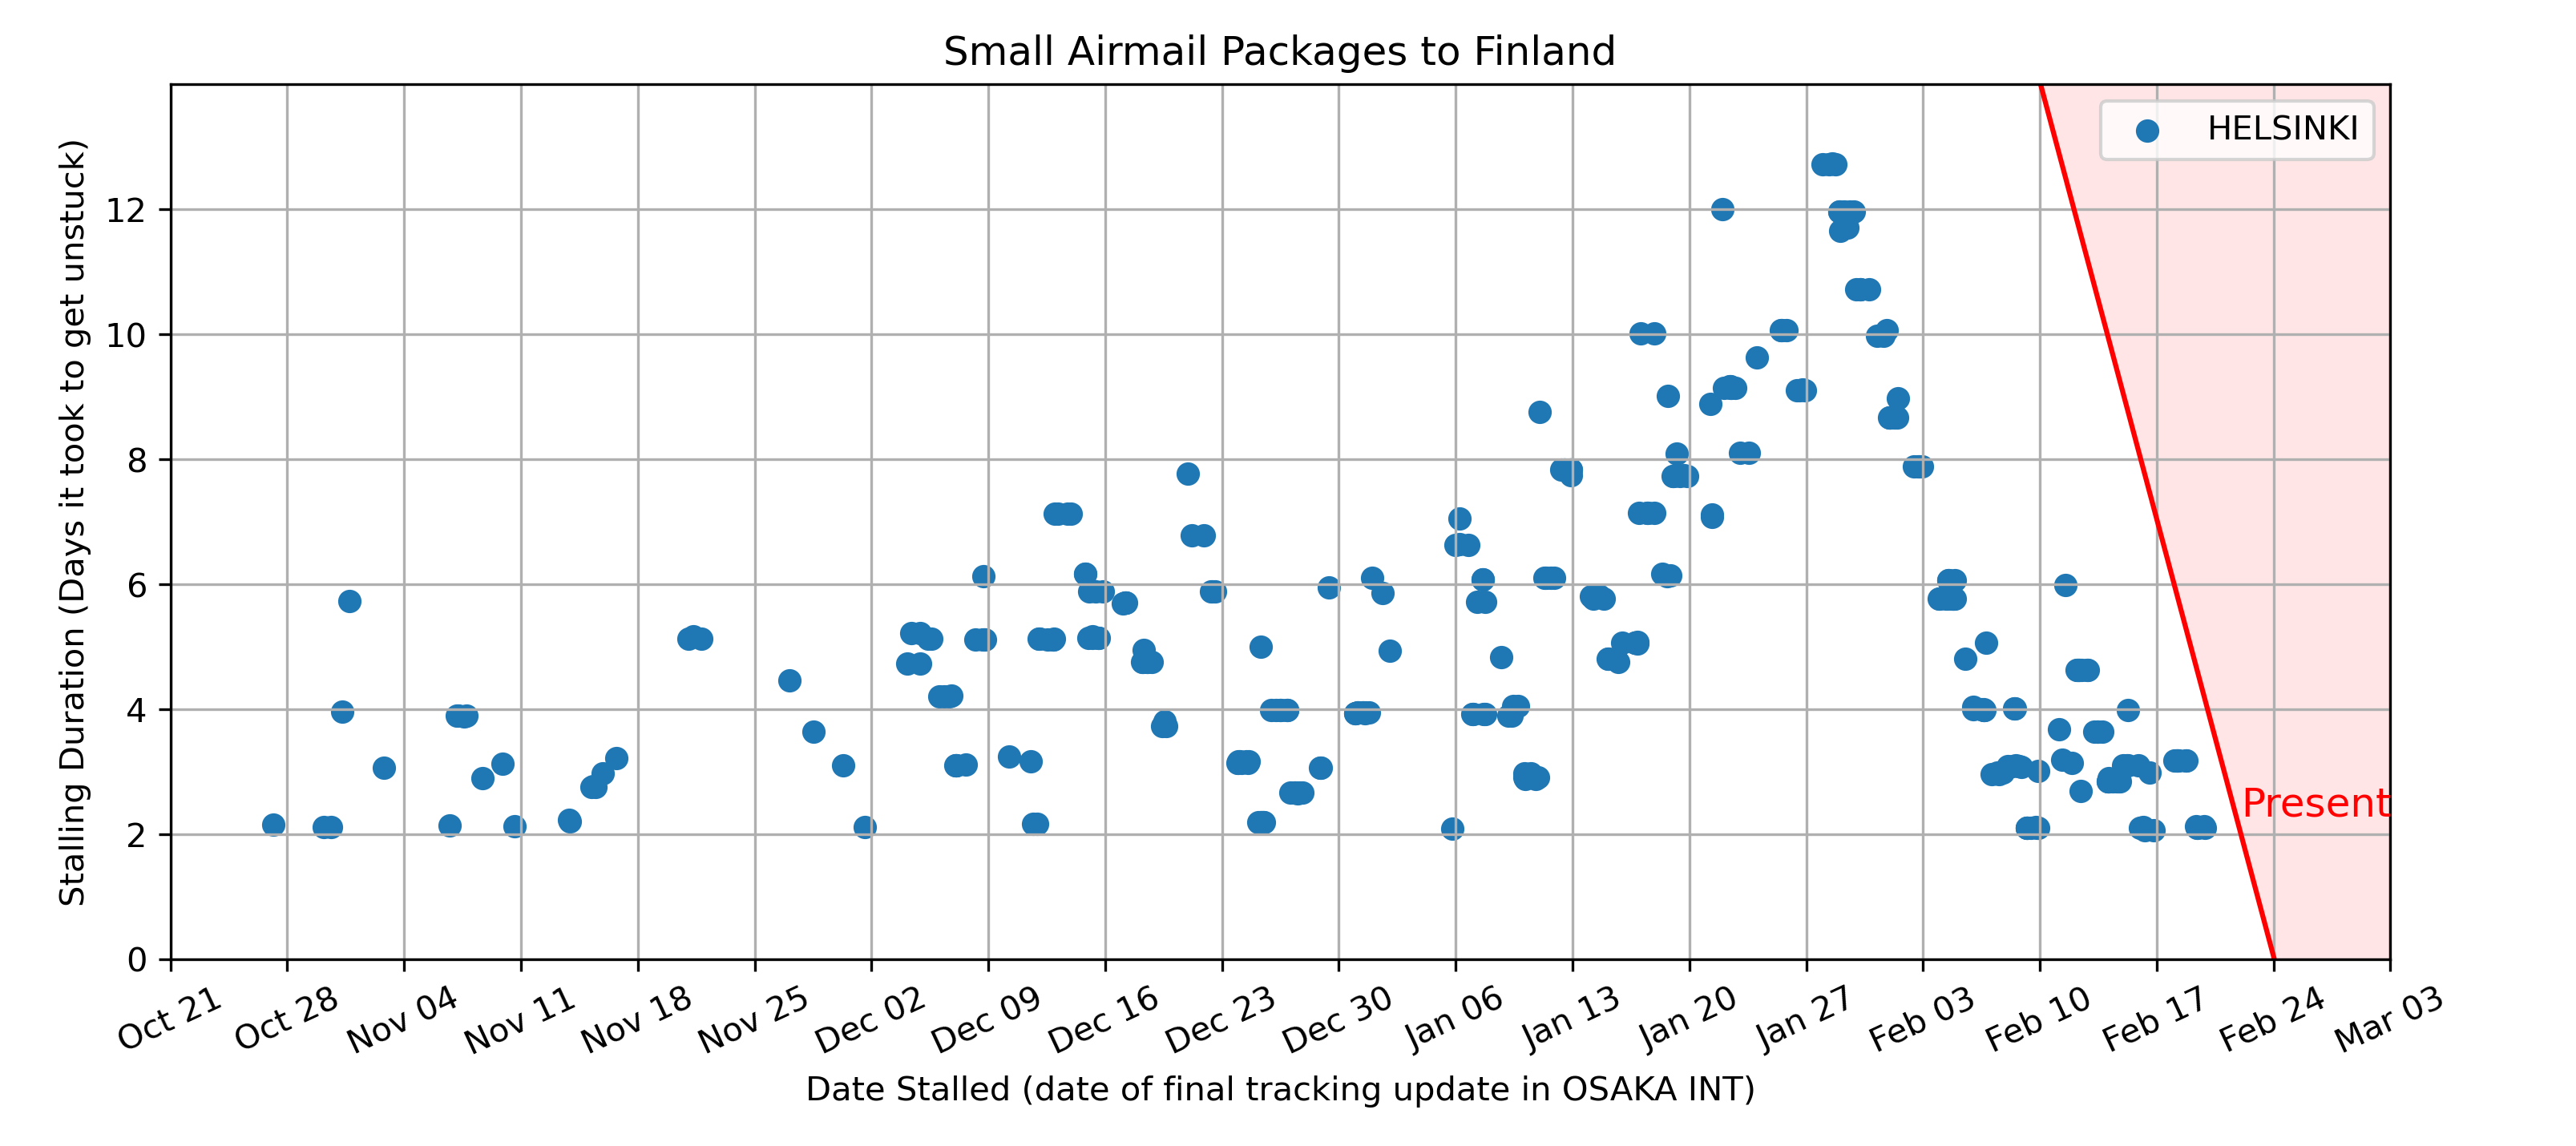 Small Airmail Packages to Finland
HELSINKI
Stalling Duration (Days it took to get unstuck)
12
10
8
6
4
2
0
Present
Oct 21
Oct 28
Nov 04
Nov 11
Nov 18
Nov 25
Dec 02
Dec 09
Dec 16
Dec 23
Dec 30
Jan 06
Jan 13
Jan 20
Jan 27
Feb 03
Feb 10
Feb 17
Feb 24
Mar 03
Date Stalled (date of final tracking update in OSAKA INT)